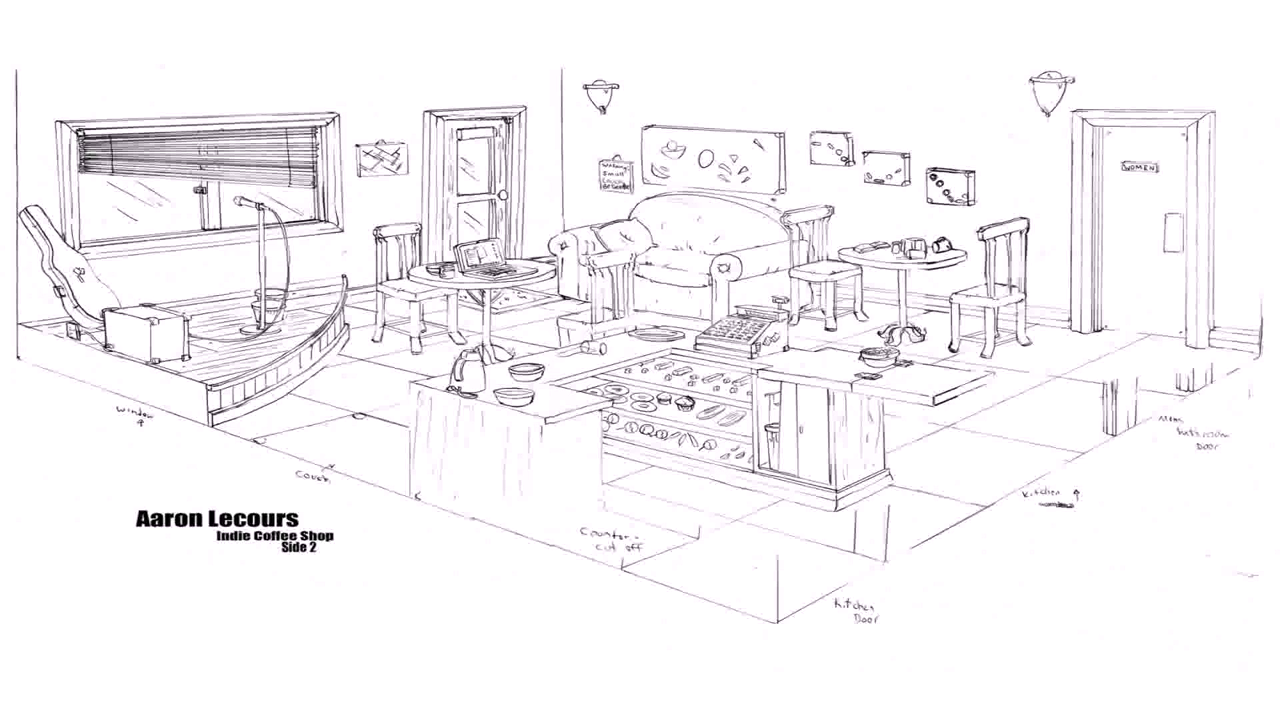 WOMEN
Window
Couch
Counter -
cut off
Kitchen
Kitchen
Door
Men
Bathroom
Door
Aaron Lecours
Indie Coffee Shop
Side 2